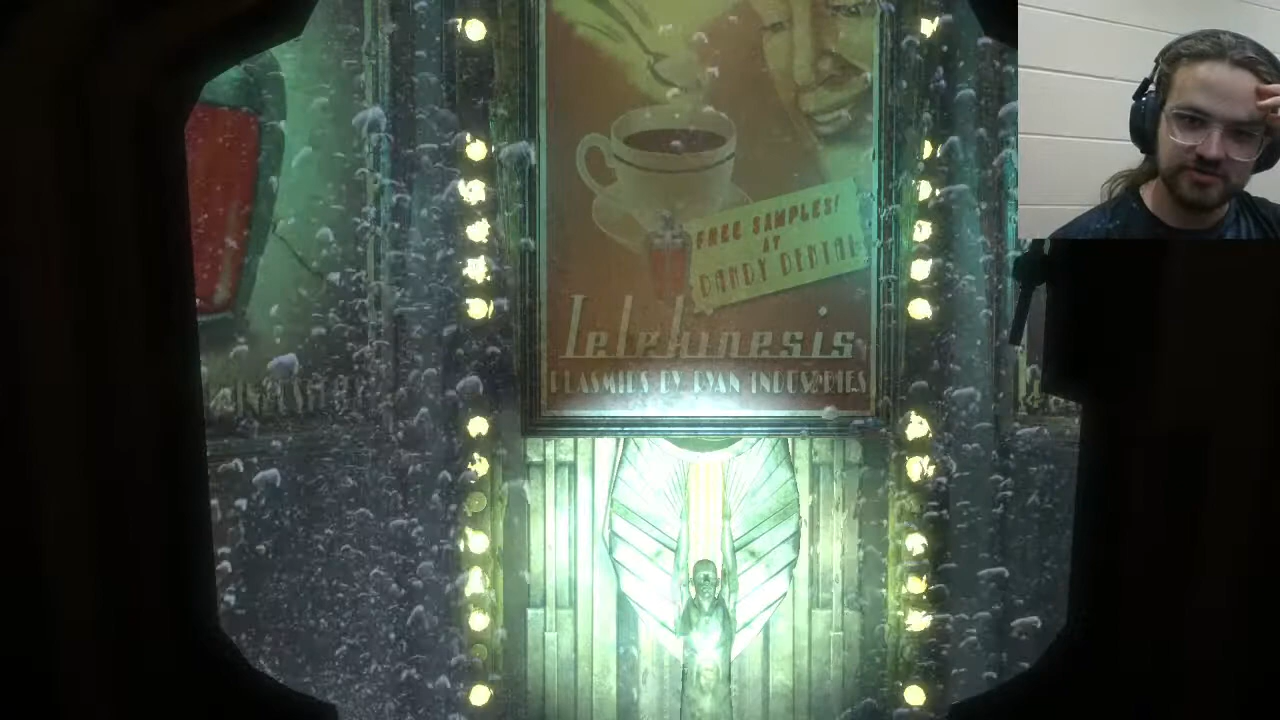 FREE SAMPLES!
AT
DANDY DENTAL
Telekinesis
PLASMIDS BY RYAN INDUSTRIES